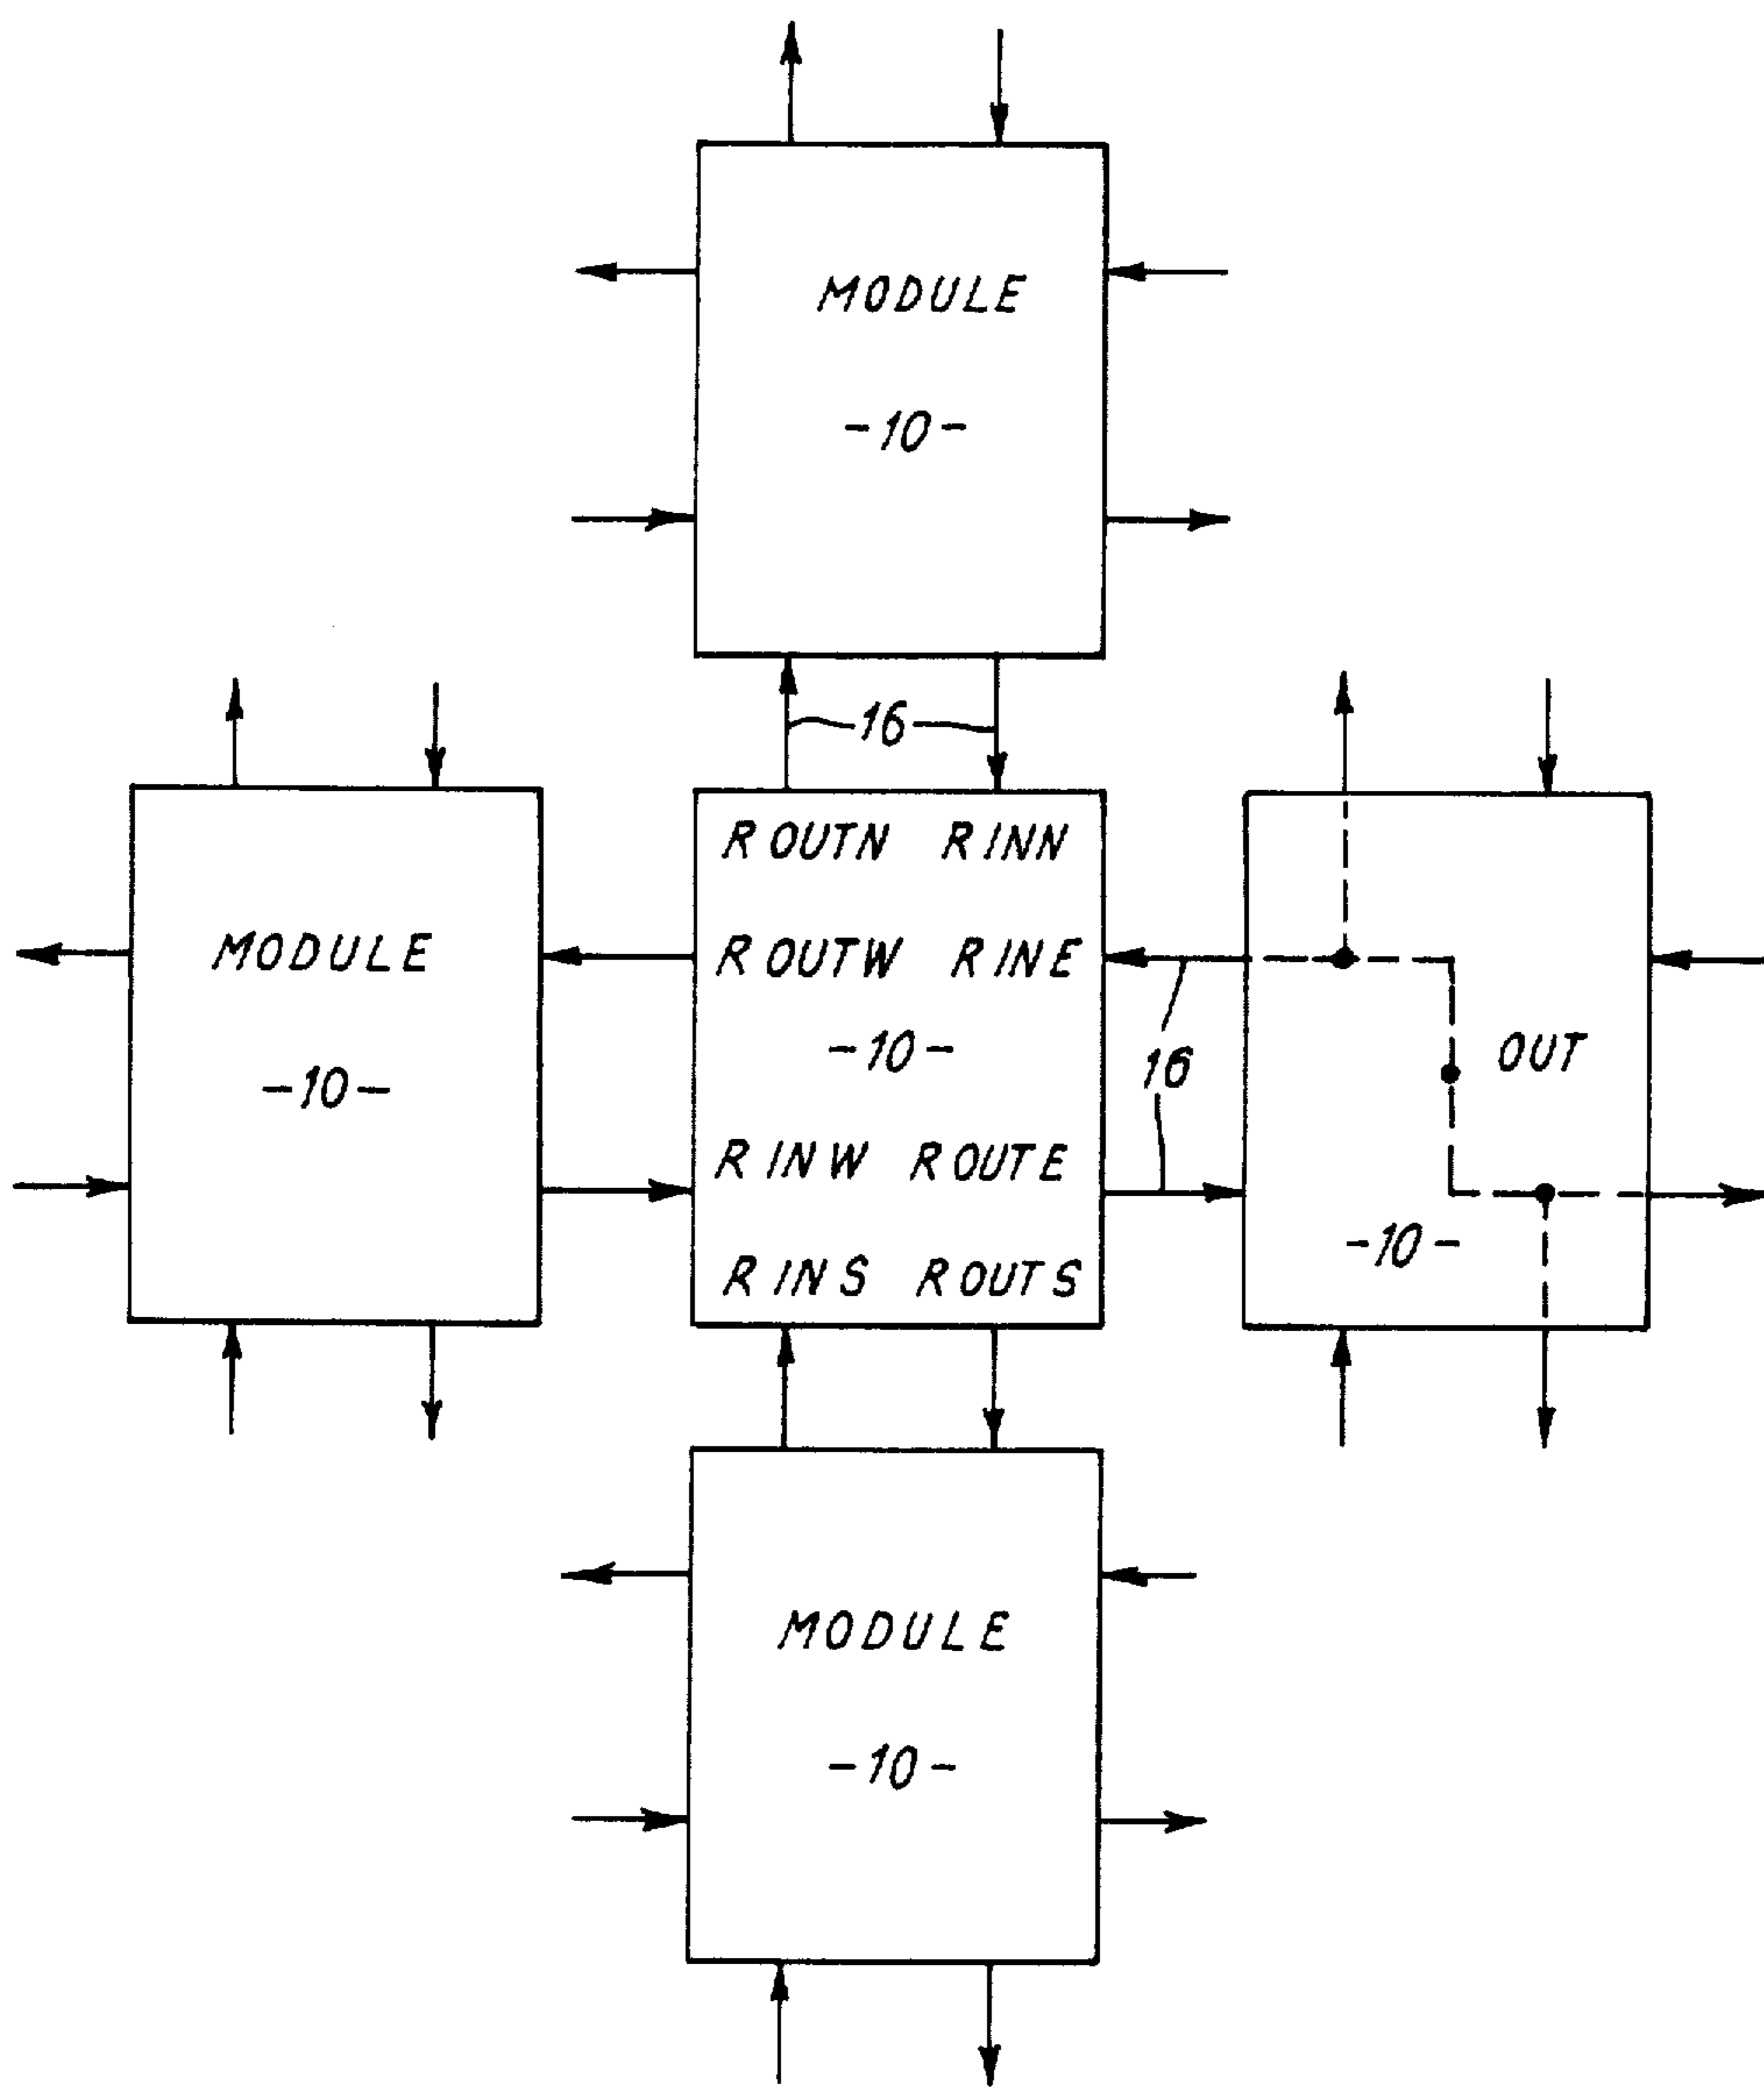 MODULE
-10-
16
ROUTN RINN
MODULE
ROUTW RINE
-10-
OUT
-10-
16
RINW ROUTE
-10-
RINS ROUTS
MODULE
-10-